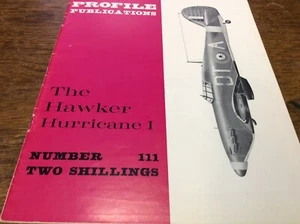 PROFILE
PUBLICATIONS
The
Hawker
Hurricane I
NUMBER 111
TWO SHILLINGS